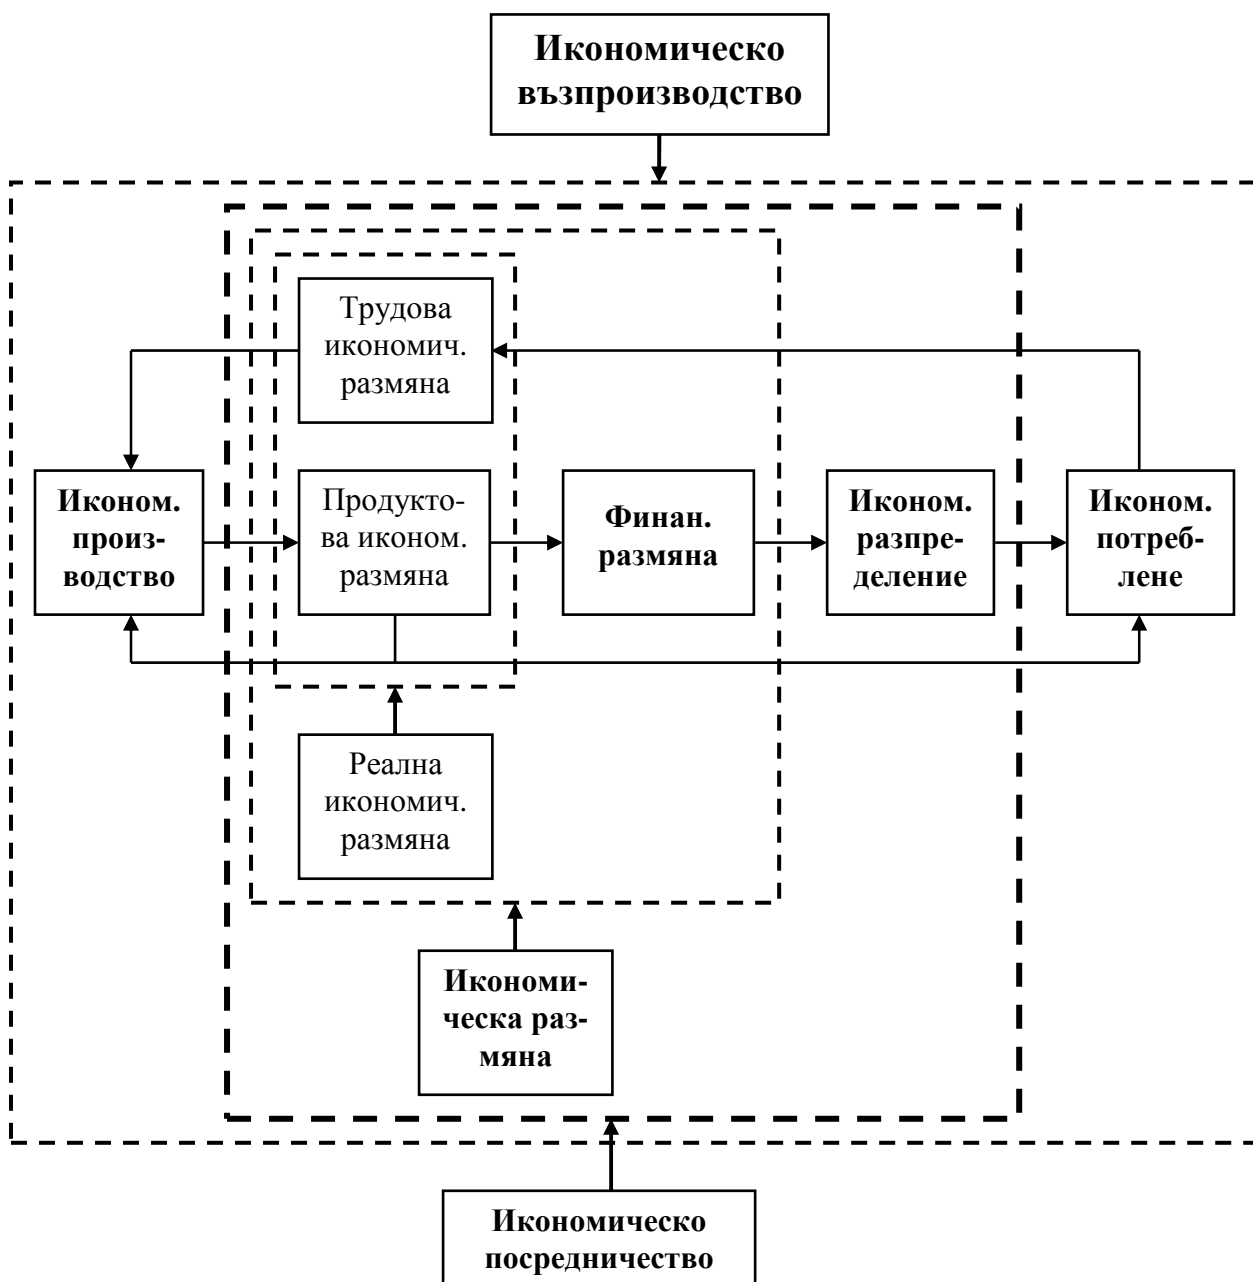 Икономическо
възпроизводство
Трудова
икономич.
размяна
Иконом.
произ-
водство
Продукто-
ва иконом.
размяна
Финан.
размяна
Иконом.
разпре-
деление
Иконом.
потреб-
лене
Реална
икономич.
размяна
Икономи-
ческа раз-
мяна
Икономическо
посредничество